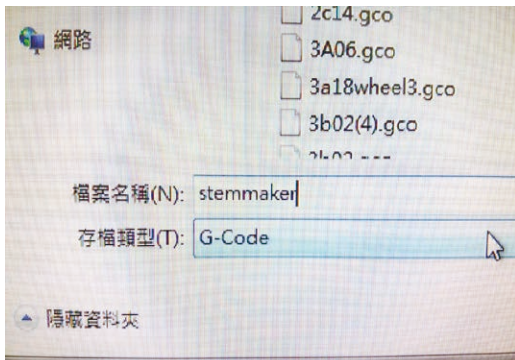 網路
2c14.gco
3A06.gco
3a18wheel3.gco
3b02(4).gco
檔案名稱(N): stemmaker
存檔類型(T): G-Code
隱藏資料夾